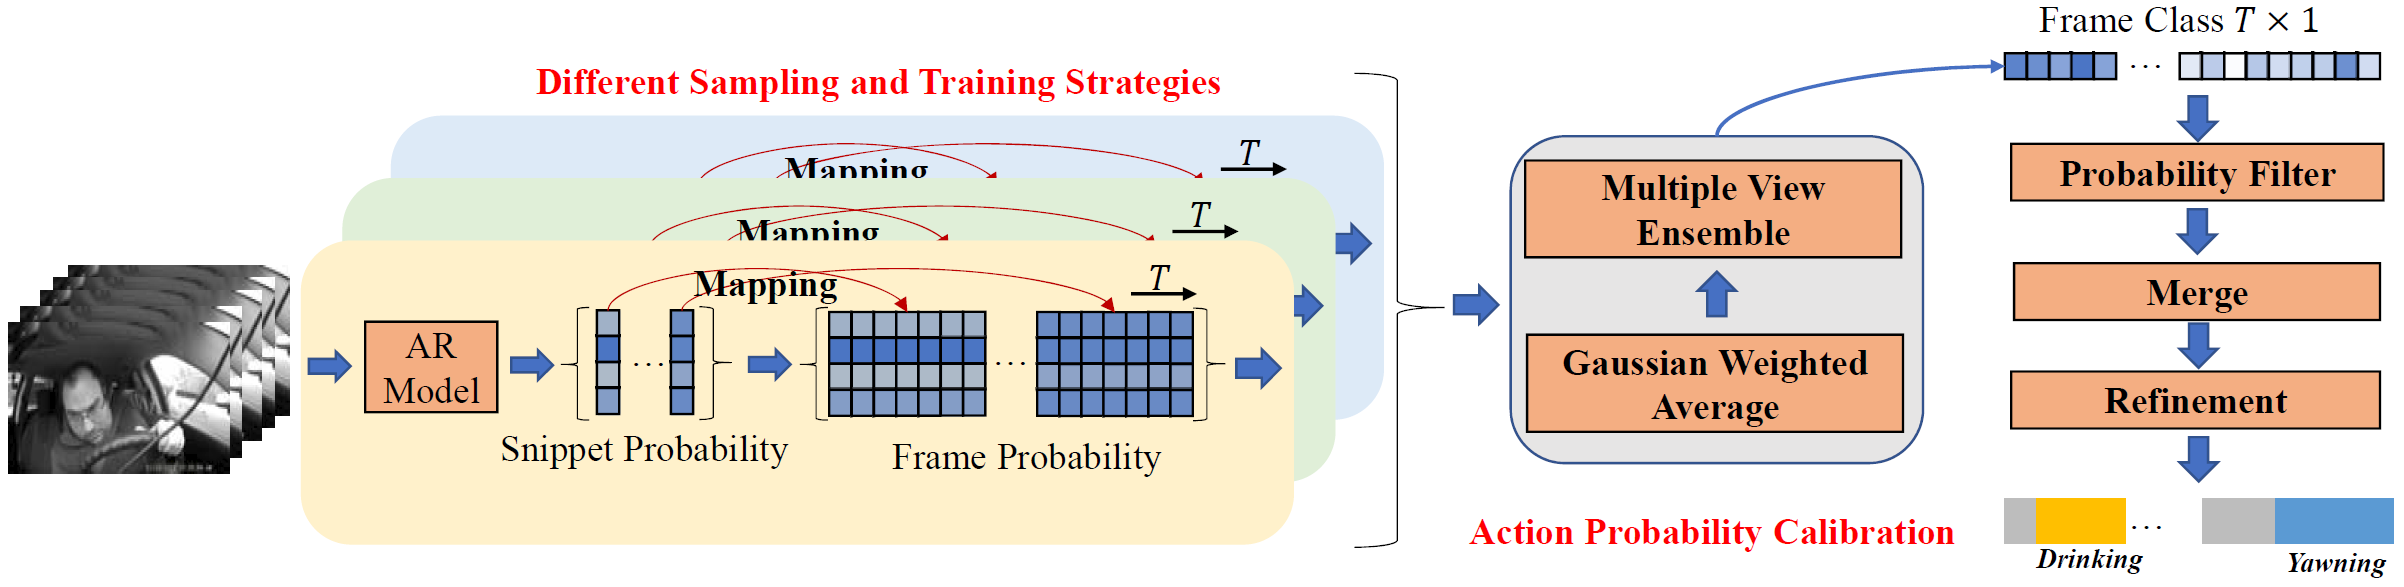 Different Sampling and Training Strategies
Mapping
T
Mapping
T
Mapping
T
AR
Model
...
...
Snippet Probability
Frame Probability
Multiple View
Ensemble
Gaussian Weighted
Average
Action Probability Calibration
Frame Class T × 1
...
Probability Filter
Merge
Refinement
...
Drinking
Yawning